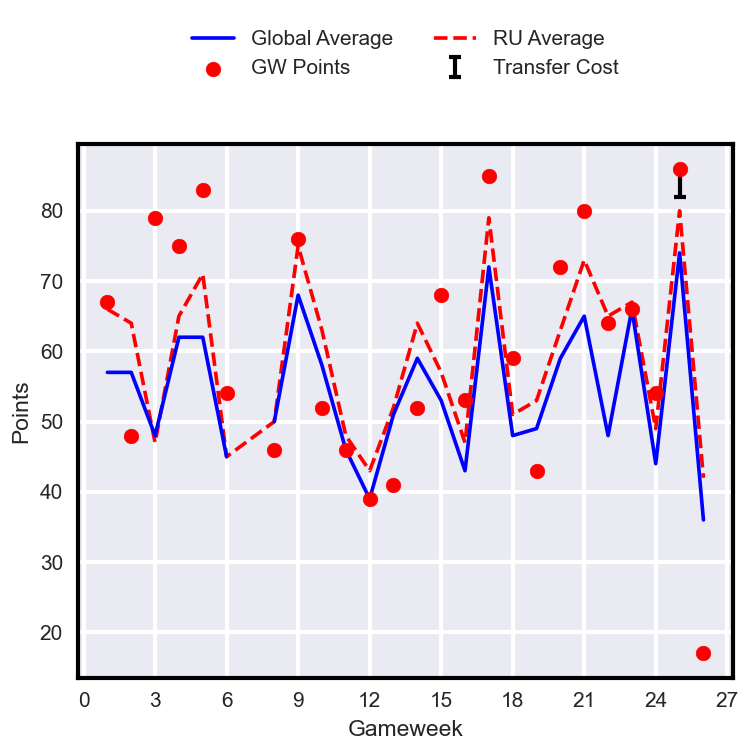 Global Average
RU Average
GW Points
Transfer Cost
Points
80
70
60
50
40
30
20
0 3 6 9 12 15 18 21 24 27
Gameweek